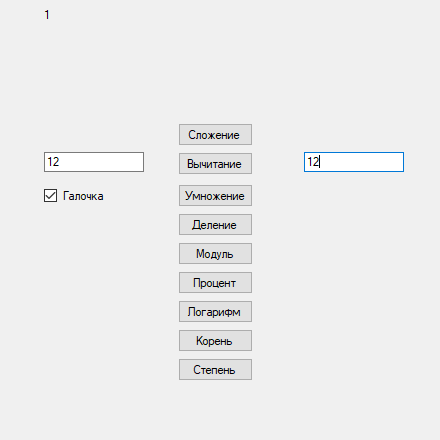 1
Сложение
12
Вычитание
12
Галочка
Умножение
Деление
Модуль
Процент
Логарифм
Корень
Степень